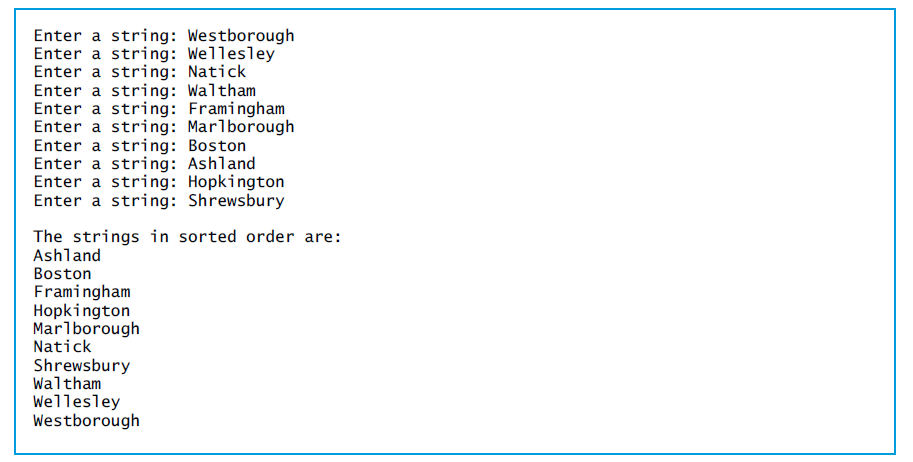 Enter a string: Westborough
Enter a string: Wellesley
Enter a string: Natick
Enter a string: Waltham
Enter a string: Framingham
Enter a string: Marlborough
Enter a string: Boston
Enter a string: Ashland
Enter a string: Hopkington
Enter a string: Shrewsbury
The strings in sorted order are:
Ashland
Boston
Framingham
Hopkington
Marlborough
Natick
Shrewsbury
Waltham
Wellesley
Westborough